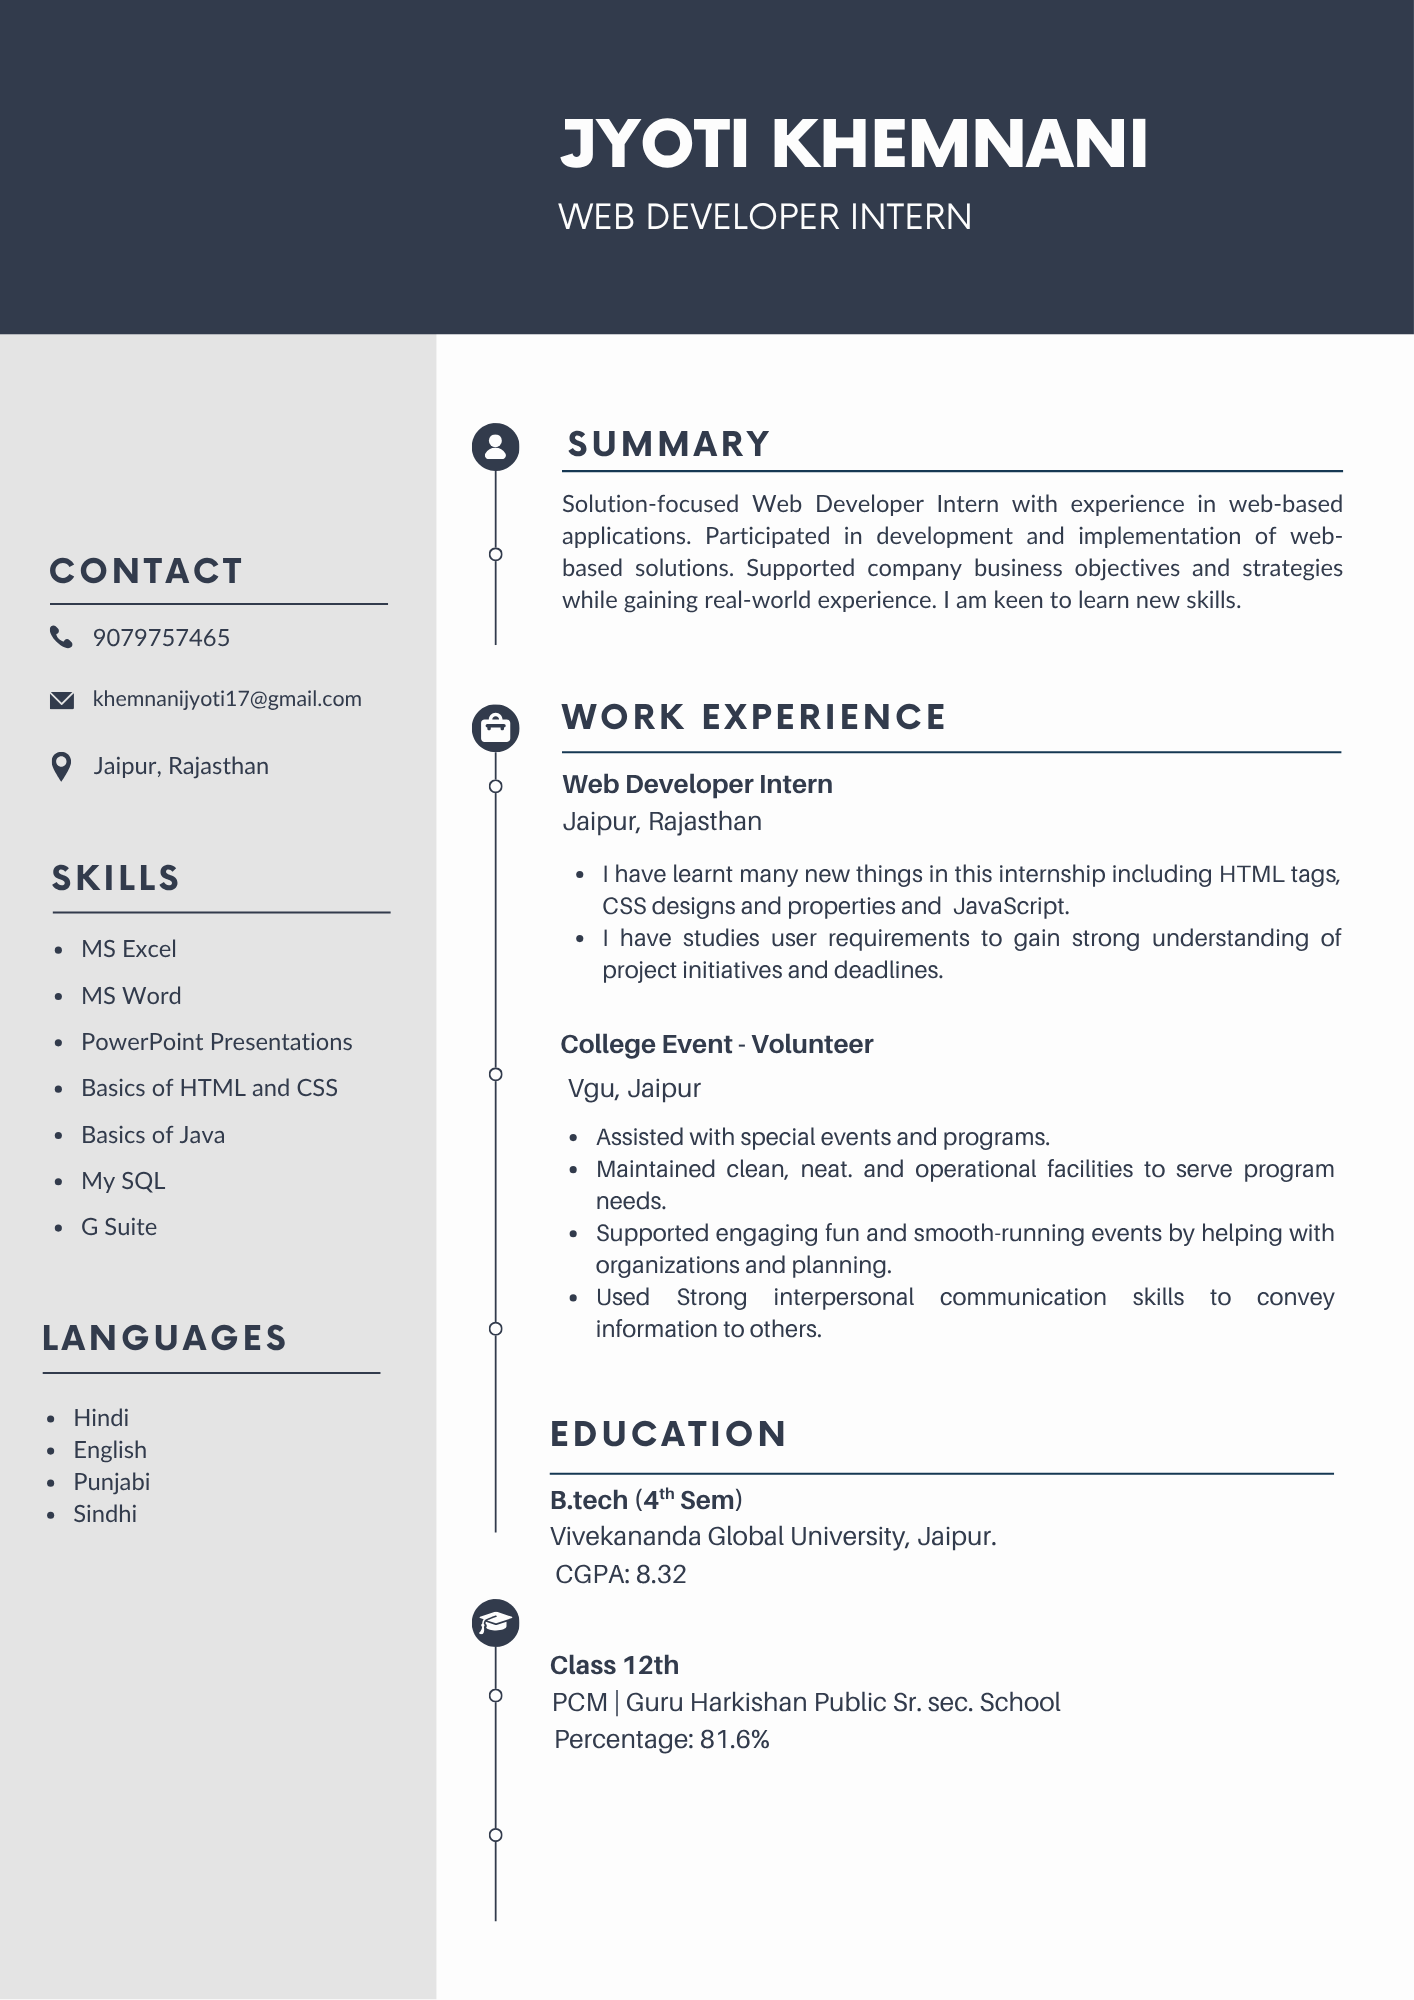 JYOTI KHEMNANI
WEB DEVELOPER INTERN
CONTACT
9079757465
khemnanijyoti17@gmail.com
Jaipur, Rajasthan
SKILLS
• MS Excel
• MS Word
• PowerPoint Presentations
• Basics of HTML and CSS
• Basics of Java
• My SQL
• G Suite
LANGUAGES
• Hindi
• English
• Punjabi
• Sindhi
SUMMARY
Solution-focused Web Developer Intern with experience in web-based
applications. Participated in development and implementation of web-
based solutions. Supported company business objectives and strategies
while gaining real-world experience. I am keen to learn new skills.
WORK EXPERIENCE
Web Developer Intern
Jaipur, Rajasthan
• I have learnt many new things in this internship including HTML tags,
CSS designs and properties and JavaScript.
• I have studies user requirements to gain strong understanding of
project initiatives and deadlines.
College Event - Volunteer
Vgu, Jaipur
• Assisted with special events and programs.
• Maintained clean, neat. and operational facilities to serve program
needs.
• Supported engaging fun and smooth-running events by helping with
organizations and planning.
• Used Strong interpersonal communication skills to convey
information to others.
EDUCATION
B.tech (4th Sem)
Vivekananda Global University, Jaipur.
CGPA: 8.32
Class 12th
PCM | Guru Harkishan Public Sr. sec. School
Percentage: 81.6%